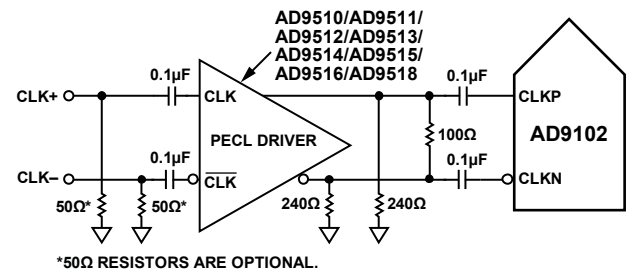 AD9510/AD9511/
AD9512/AD9513/
AD9514/AD9515/
AD9516/AD9518
0.1µF
0.1µF
CLK+
CLK
CLKP
PECL DRIVER
100Ω
AD9102
0.1µF
0.1µF
CLK–
CLK
CLKN
50Ω*
50Ω*
240Ω
240Ω
*50Ω RESISTORS ARE OPTIONAL.